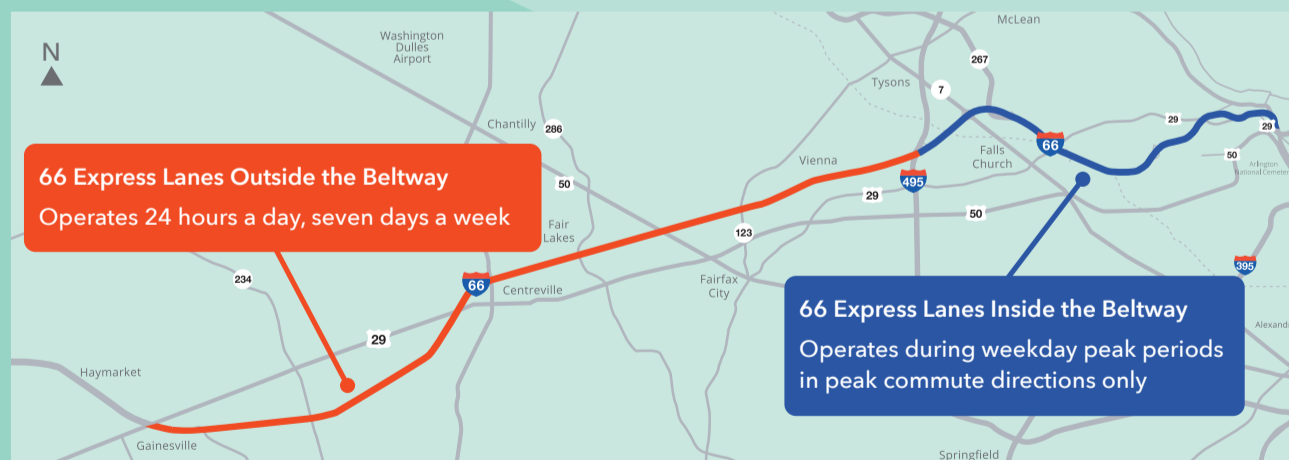 N
Washington
Dulles
Airport
McLean
267
Tysons
7
Chantilly
286
29
29
66
66 Express Lanes Outside the Beltway
Operates 24 hours a day, seven days a week
Vienna
Falls
Church
50
Arlington
National Cemetery
495
50
29
50
Fair
Lakes
123
234
66
Centreville
Fairfax
City
395
66 Express Lanes Inside the Beltway
Operates during weekday peak periods
in peak commute directions only
29
Haymarket
Gainesville
Springfield